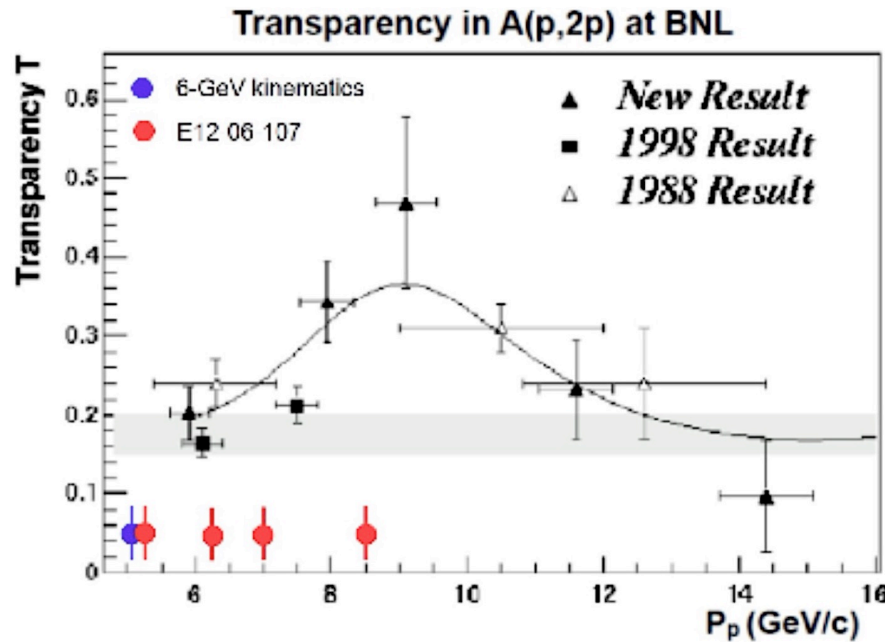 Transparency in A(p,2p) at BNL
Transparency T
6-GeV kinematics
E12 06 107
New Result
1998 Result
1988 Result
0.6
0.5
0.4
0.3
0.2
0.1
0
6 8 10 12 14 16
Pp (GeV/c)